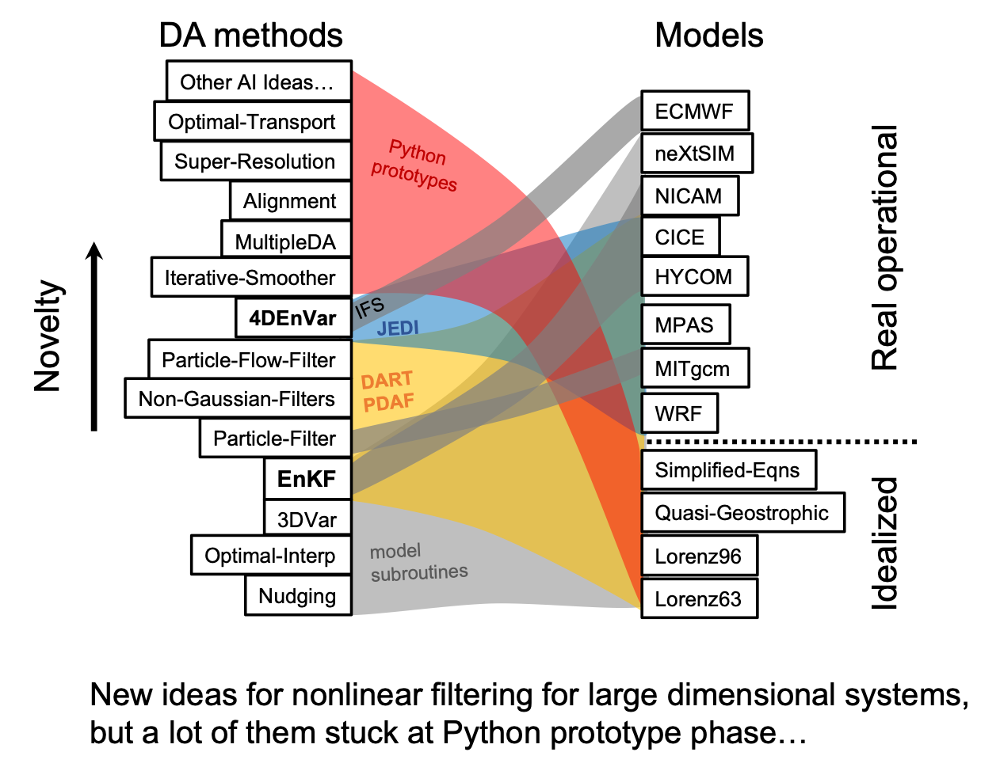 DA methods
Models
Other AI Ideas…
Optimal-Transport
Super-Resolution
Alignment
MultipleDA
Iterative-Smoother
4DEnVar
Particle-Flow-Filter
Non-Gaussian-Filters
Particle-Filter
EnKF
3DVar
Optimal-Interp
Nudging
Novelty
Python
prototypes
IFS
JEDI
DART
PDAF
model
subroutines
ECMWF
neXtSIM
NICAM
CICE
HYCOM
MPAS
MITgcm
WRF
Simplified-Eqns
Quasi-Geostrophic
Lorenz96
Lorenz63
Real operational
Idealized
New ideas for nonlinear filtering for large dimensional systems,
but a lot of them stuck at Python prototype phase…